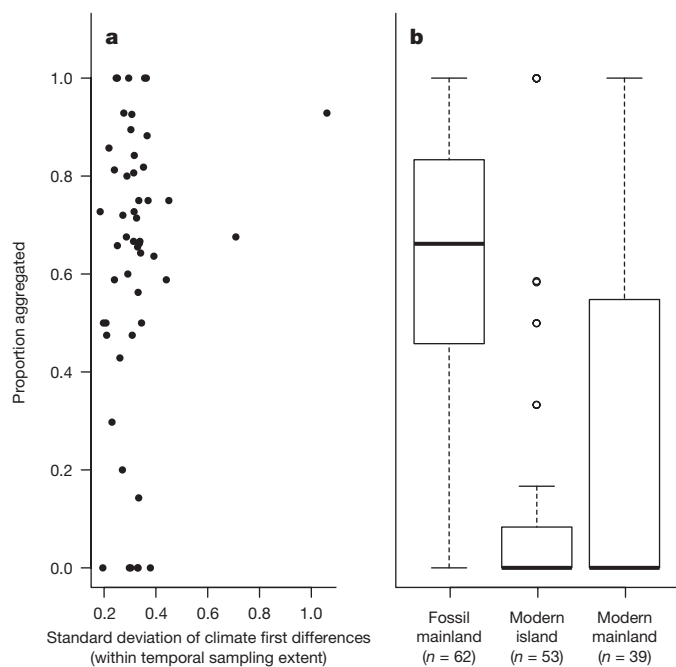 a
b
Proportion aggregated
1.0
0.8
0.6
0.4
0.2
0.0
0.2 0.4 0.6 0.8 1.0
Standard deviation of climate first differences
(within temporal sampling extent)
Fossil
mainland
(n = 62)
Modern
island
(n = 53)
Modern
mainland
(n = 39)